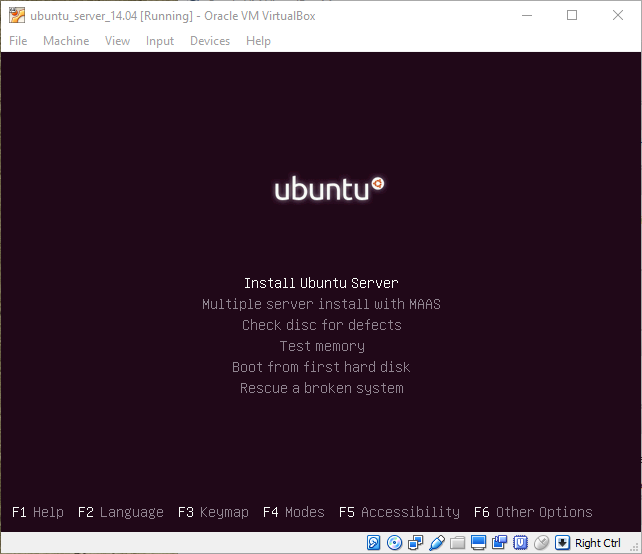 ubuntu_server_14.04 [Running] - Oracle VM VirtualBox
File Machine View Input Devices Help
ubuntu
Install Ubuntu Server
Multiple server install with MAAS
Check disc for defects
Test memory
Boot from first hard disk
Rescue a broken system
F1 Help F2 Language F3 Keymap F4 Modes F5 Accessibility F6 Other Options
Right Ctrl